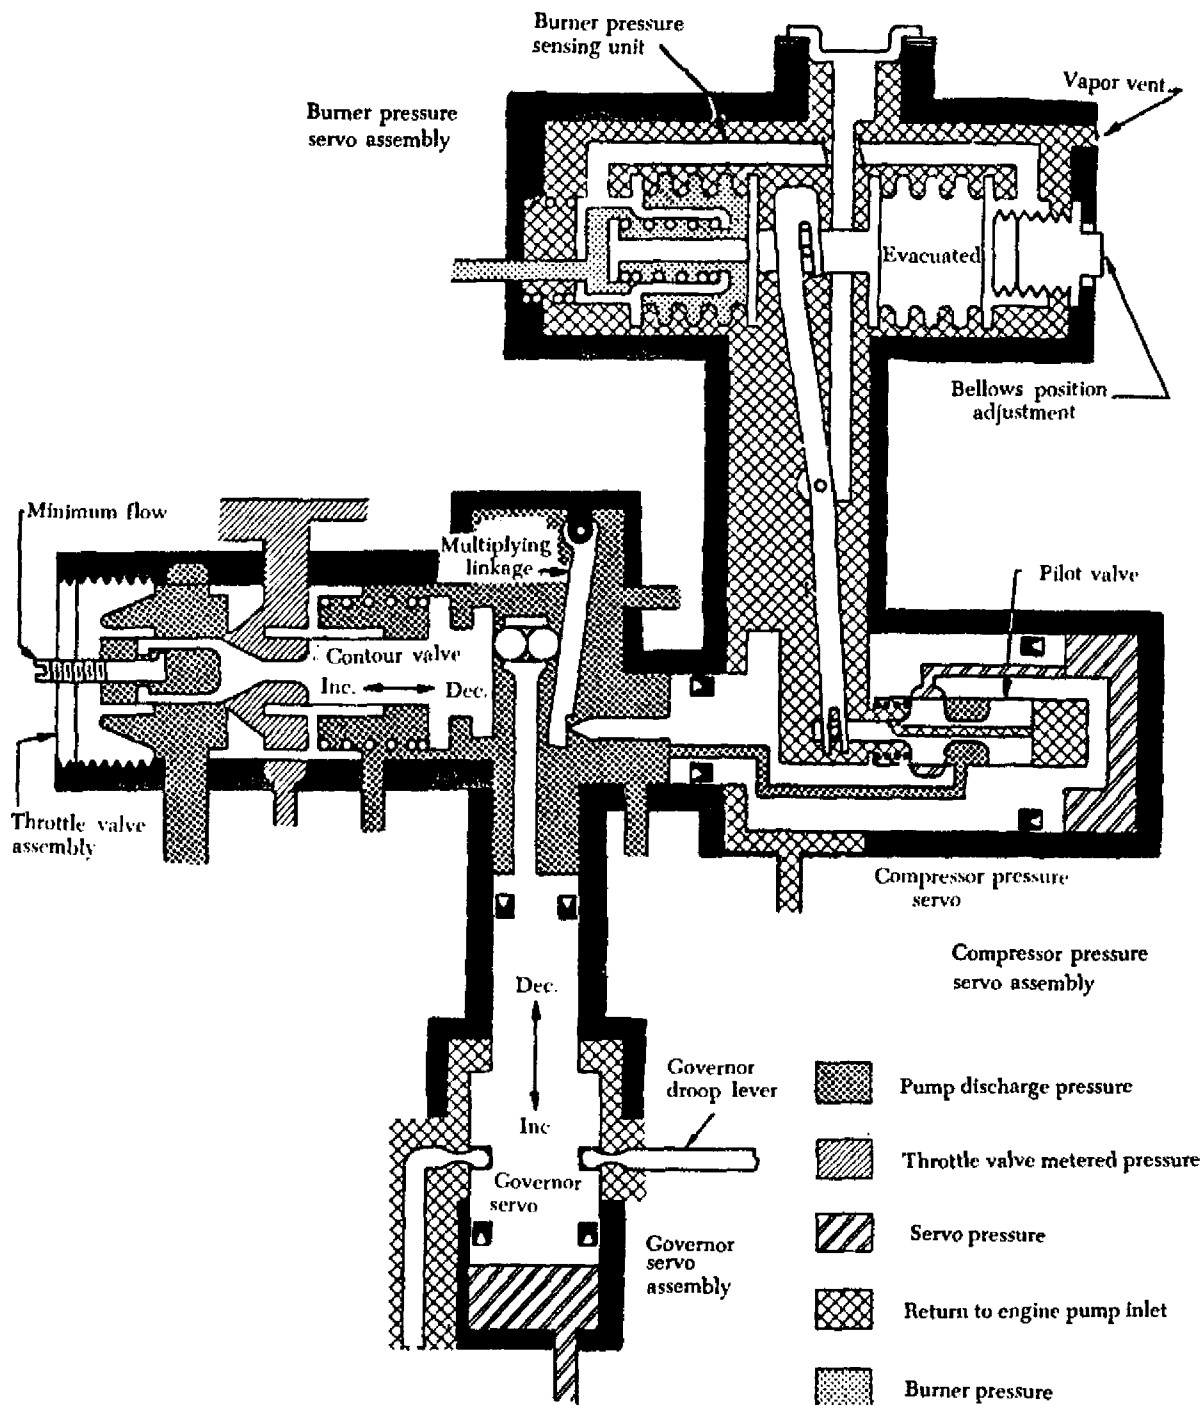 Burner pressure
sensing unit
Vapor vent
Burner pressure
servo assembly
Evacuated
Bellows position
adjustment
Minimum flow
Multiplying
linkage
Pilot valve
Contour valve
Inc.
Dec.
Throttle valve
assembly
Compressor pressure
servo
Compressor pressure
servo assembly
Dec.
Governor
droop lever
Pump discharge pressure
Inc
Throttle valve metered pressure
Governor
servo
Servo pressure
Governor
servo
assembly
Return to engine pump inlet
Burner pressure